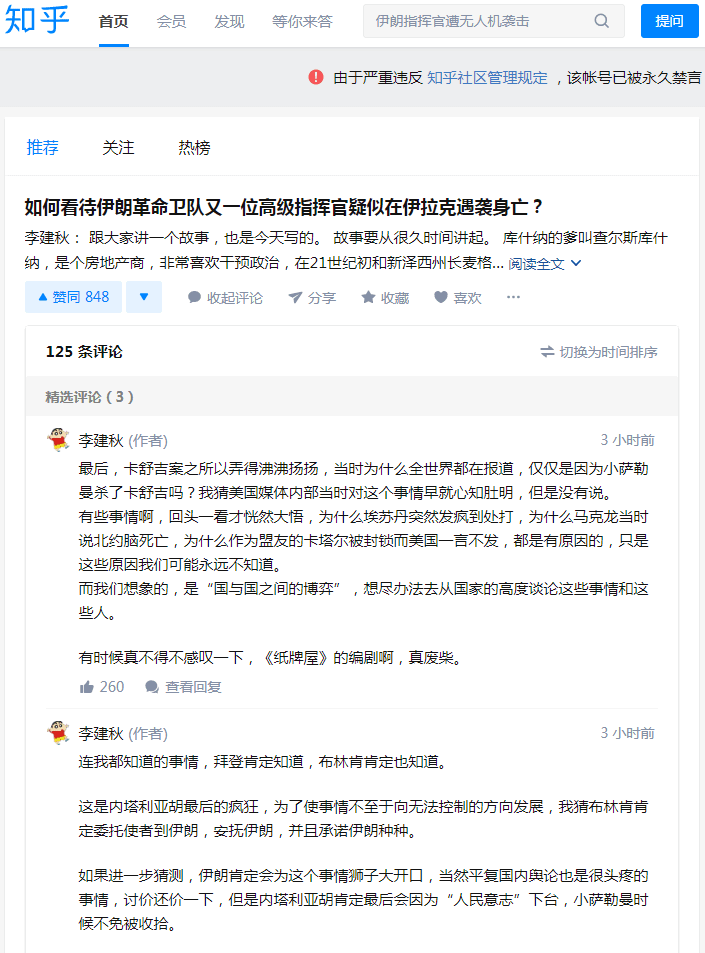 知乎 首页 会员 发现 等你来答 伊朗指挥官遭无人机袭击 提问
由于严重违反 知乎社区管理规定 ，该帐号已被永久禁言
推荐 关注 热榜
如何看待伊朗革命卫队又一位高级指挥官疑似在伊拉克遇袭身亡？
李建秋： 跟大家讲一个故事，也是今天写的。 故事要从很久时间讲起。 库什纳的爹叫查尔斯库什
纳，是个房地产商，非常喜欢干预政治，在21世纪初和新泽西州长麦格... 阅读全文
赞同 848 收起评论 分享 收藏 喜欢 ...
125 条评论 切换为时间排序
精选评论（3）
李建秋 (作者) 3 小时前
最后，卡舒吉案之所以弄得沸沸扬扬，当时为什么全世界都在报道，仅仅是因为小萨勒
曼杀了卡舒吉吗？我猜美国媒体内部当时对这个事情早就心知肚明，但是没有说。
有些事情啊，回头一看才恍然大悟，为什么埃苏丹突然发疯到处打，为什么马克龙当时
说北约脑死亡，为什么作为盟友的卡塔尔被封锁而美国一言不发，都是有原因的，只是
这些原因我们可能永远不知道。
而我们想象的，是“国与国之间的博弈”，想尽办法去从国家的高度谈论这些事情和这
些人。
有时候真不得不感叹一下，《纸牌屋》的编剧啊，真废柴。
260 查看回复
李建秋 (作者) 3 小时前
连我都知道的事情，拜登肯定知道，布林肯肯定也知道。
这是内塔利亚胡最后的疯狂，为了使事情不至于向无法控制的方向发展，我猜布林肯肯
定委托使者到伊朗，安抚伊朗，并且承诺伊朗种种。
如果进一步猜测，伊朗肯定会为这个事情狮子大开口，当然平复国内舆论也是很头疼的
事情，讨价还价一下，但是内塔利亚胡肯定最后会因为“人民意志”下台，小萨勒曼时
候不免被收拾。